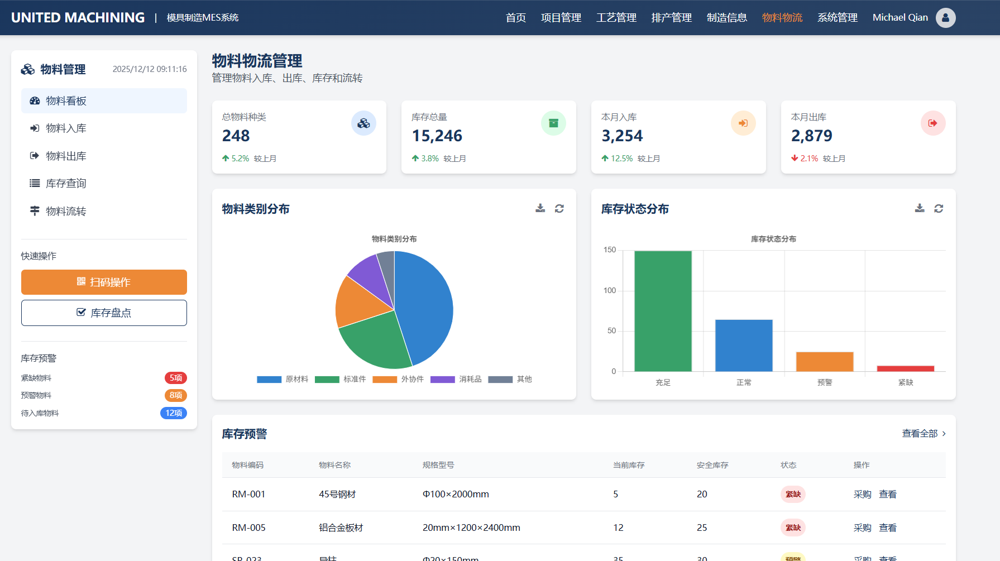 UNITED MACHINING | 模具制造MES系统
首页 项目管理 工艺管理 排产管理 制造信息 物料物流 系统管理 Michael Qian
物料管理 2025/12/12 09:11:16
物料看板
物料入库
物料出库
库存查询
物料流转
快速操作
扫码操作
库存盘点
库存预警
紧缺物料 5项
预警物料 8项
待入库物料 12项
物料物流管理
管理物料入库、出库、库存和流转
总物料种类
248
5.2% 较上月
库存总量
15,246
3.8% 较上月
本月入库
3,254
12.5% 较上月
本月出库
2,879
2.1% 较上月
物料类别分布
物料类别分布
原材料 标准件 外协件 消耗品 其他
库存状态分布
库存状态分布
150
100
50
0
充足 正常 预警 紧缺
库存预警 查看全部
物料编码 物料名称 规格型号 当前库存 安全库存 状态 操作
RM-001 45号钢材 Φ100×2000mm 5 20 紧缺 采购 查看
RM-005 铝合金板材 20mm×1200×2400mm 12 25 紧缺 采购 查看
SP-023 导柱 Φ20×150mm 35 30 预警 采购 查看